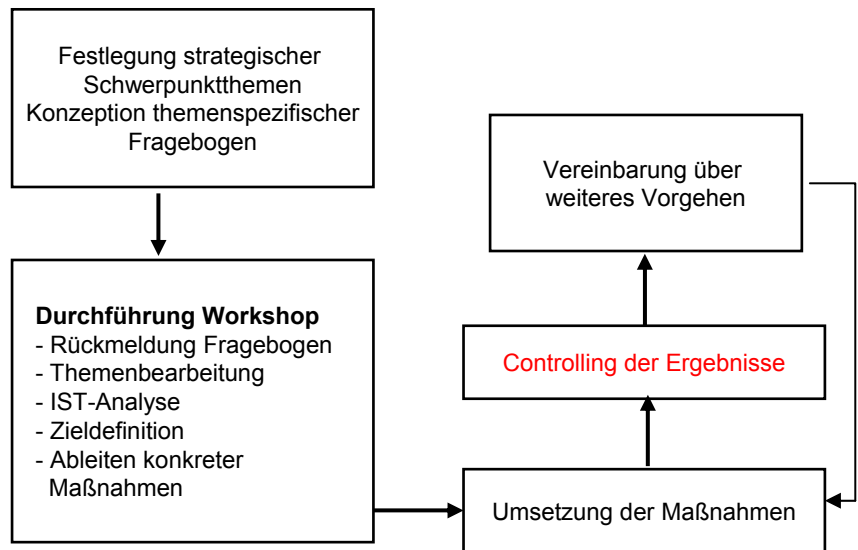 Festlegung strategischer
Schwerpunktthemen
Konzeption themenspezifischer
Fragebogen
Durchführung Workshop
- Rückmeldung Fragebogen
- Themenbearbeitung
- IST-Analyse
- Zieldefinition
- Ableiten konkreter
Maßnahmen
Umsetzung der Maßnahmen
Controlling der Ergebnisse
Vereinbarung über
weiteres Vorgehen